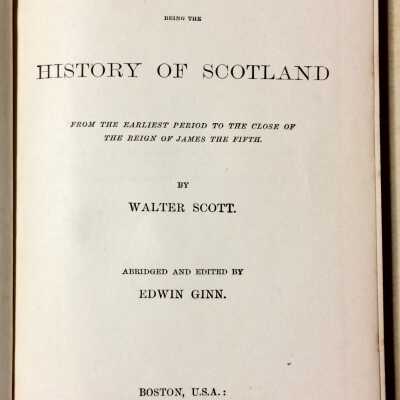 BEING THE
HISTORY OF SCOTLAND
FROM THE EARLIEST PERIOD TO THE CLOSE OF
THE REIGN OF JAMES THE FIFTH.
BY
WALTER SCOTT.
ABRIDGED AND EDITED BY
EDWIN GINN.
BOSTON, U.S.A.: